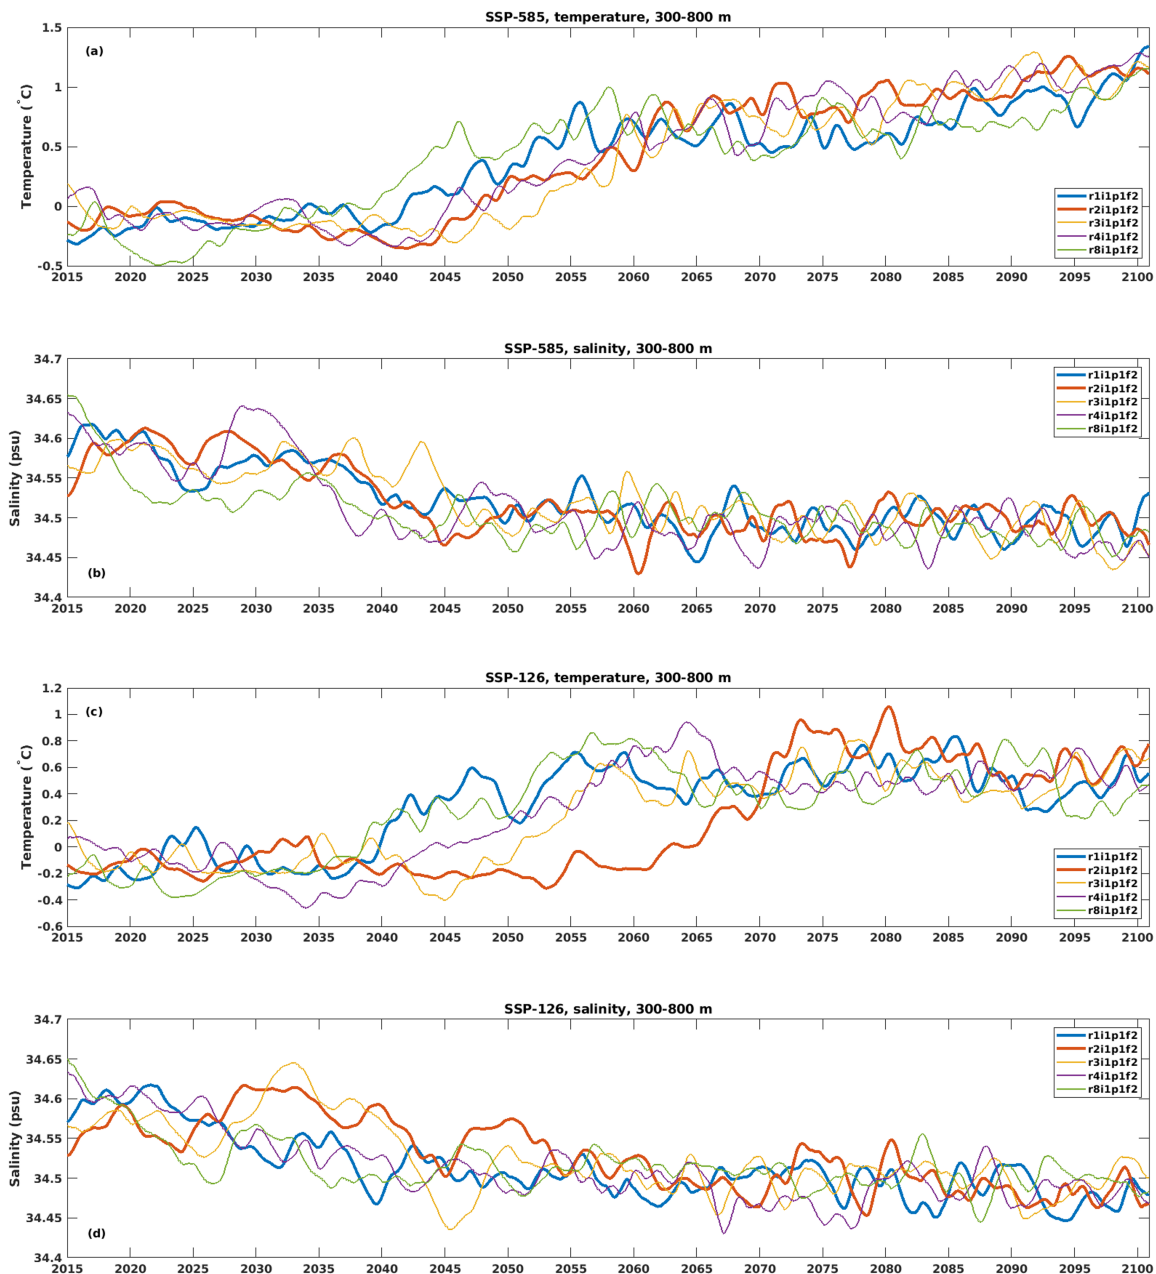 SSP-585, temperature, 300-800 m
(a)
Temperature (°C)
1.5
1
0.5
0
-0.5
2015 2020 2025 2030 2035 2040 2045 2050 2055 2060 2065 2070 2075 2080 2085 2090 2095 2100
r1i1p1f2
r2i1p1f2
r3i1p1f2
r4i1p1f2
r8i1p1f2
SSP-585, salinity, 300-800 m
(b)
Salinity (psu)
34.7
34.65
34.6
34.55
34.5
34.45
34.4
2015 2020 2025 2030 2035 2040 2045 2050 2055 2060 2065 2070 2075 2080 2085 2090 2095 2100
r1i1p1f2
r2i1p1f2
r3i1p1f2
r4i1p1f2
r8i1p1f2
SSP-126, temperature, 300-800 m
(c)
Temperature (°C)
1.2
1
0.8
0.6
0.4
0.2
0
-0.2
-0.4
-0.6
2015 2020 2025 2030 2035 2040 2045 2050 2055 2060 2065 2070 2075 2080 2085 2090 2095 2100
r1i1p1f2
r2i1p1f2
r3i1p1f2
r4i1p1f2
r8i1p1f2
SSP-126, salinity, 300-800 m
(d)
Salinity (psu)
34.7
34.65
34.6
34.55
34.5
34.45
34.4
2015 2020 2025 2030 2035 2040 2045 2050 2055 2060 2065 2070 2075 2080 2085 2090 2095 2100
r1i1p1f2
r2i1p1f2
r3i1p1f2
r4i1p1f2
r8i1p1f2